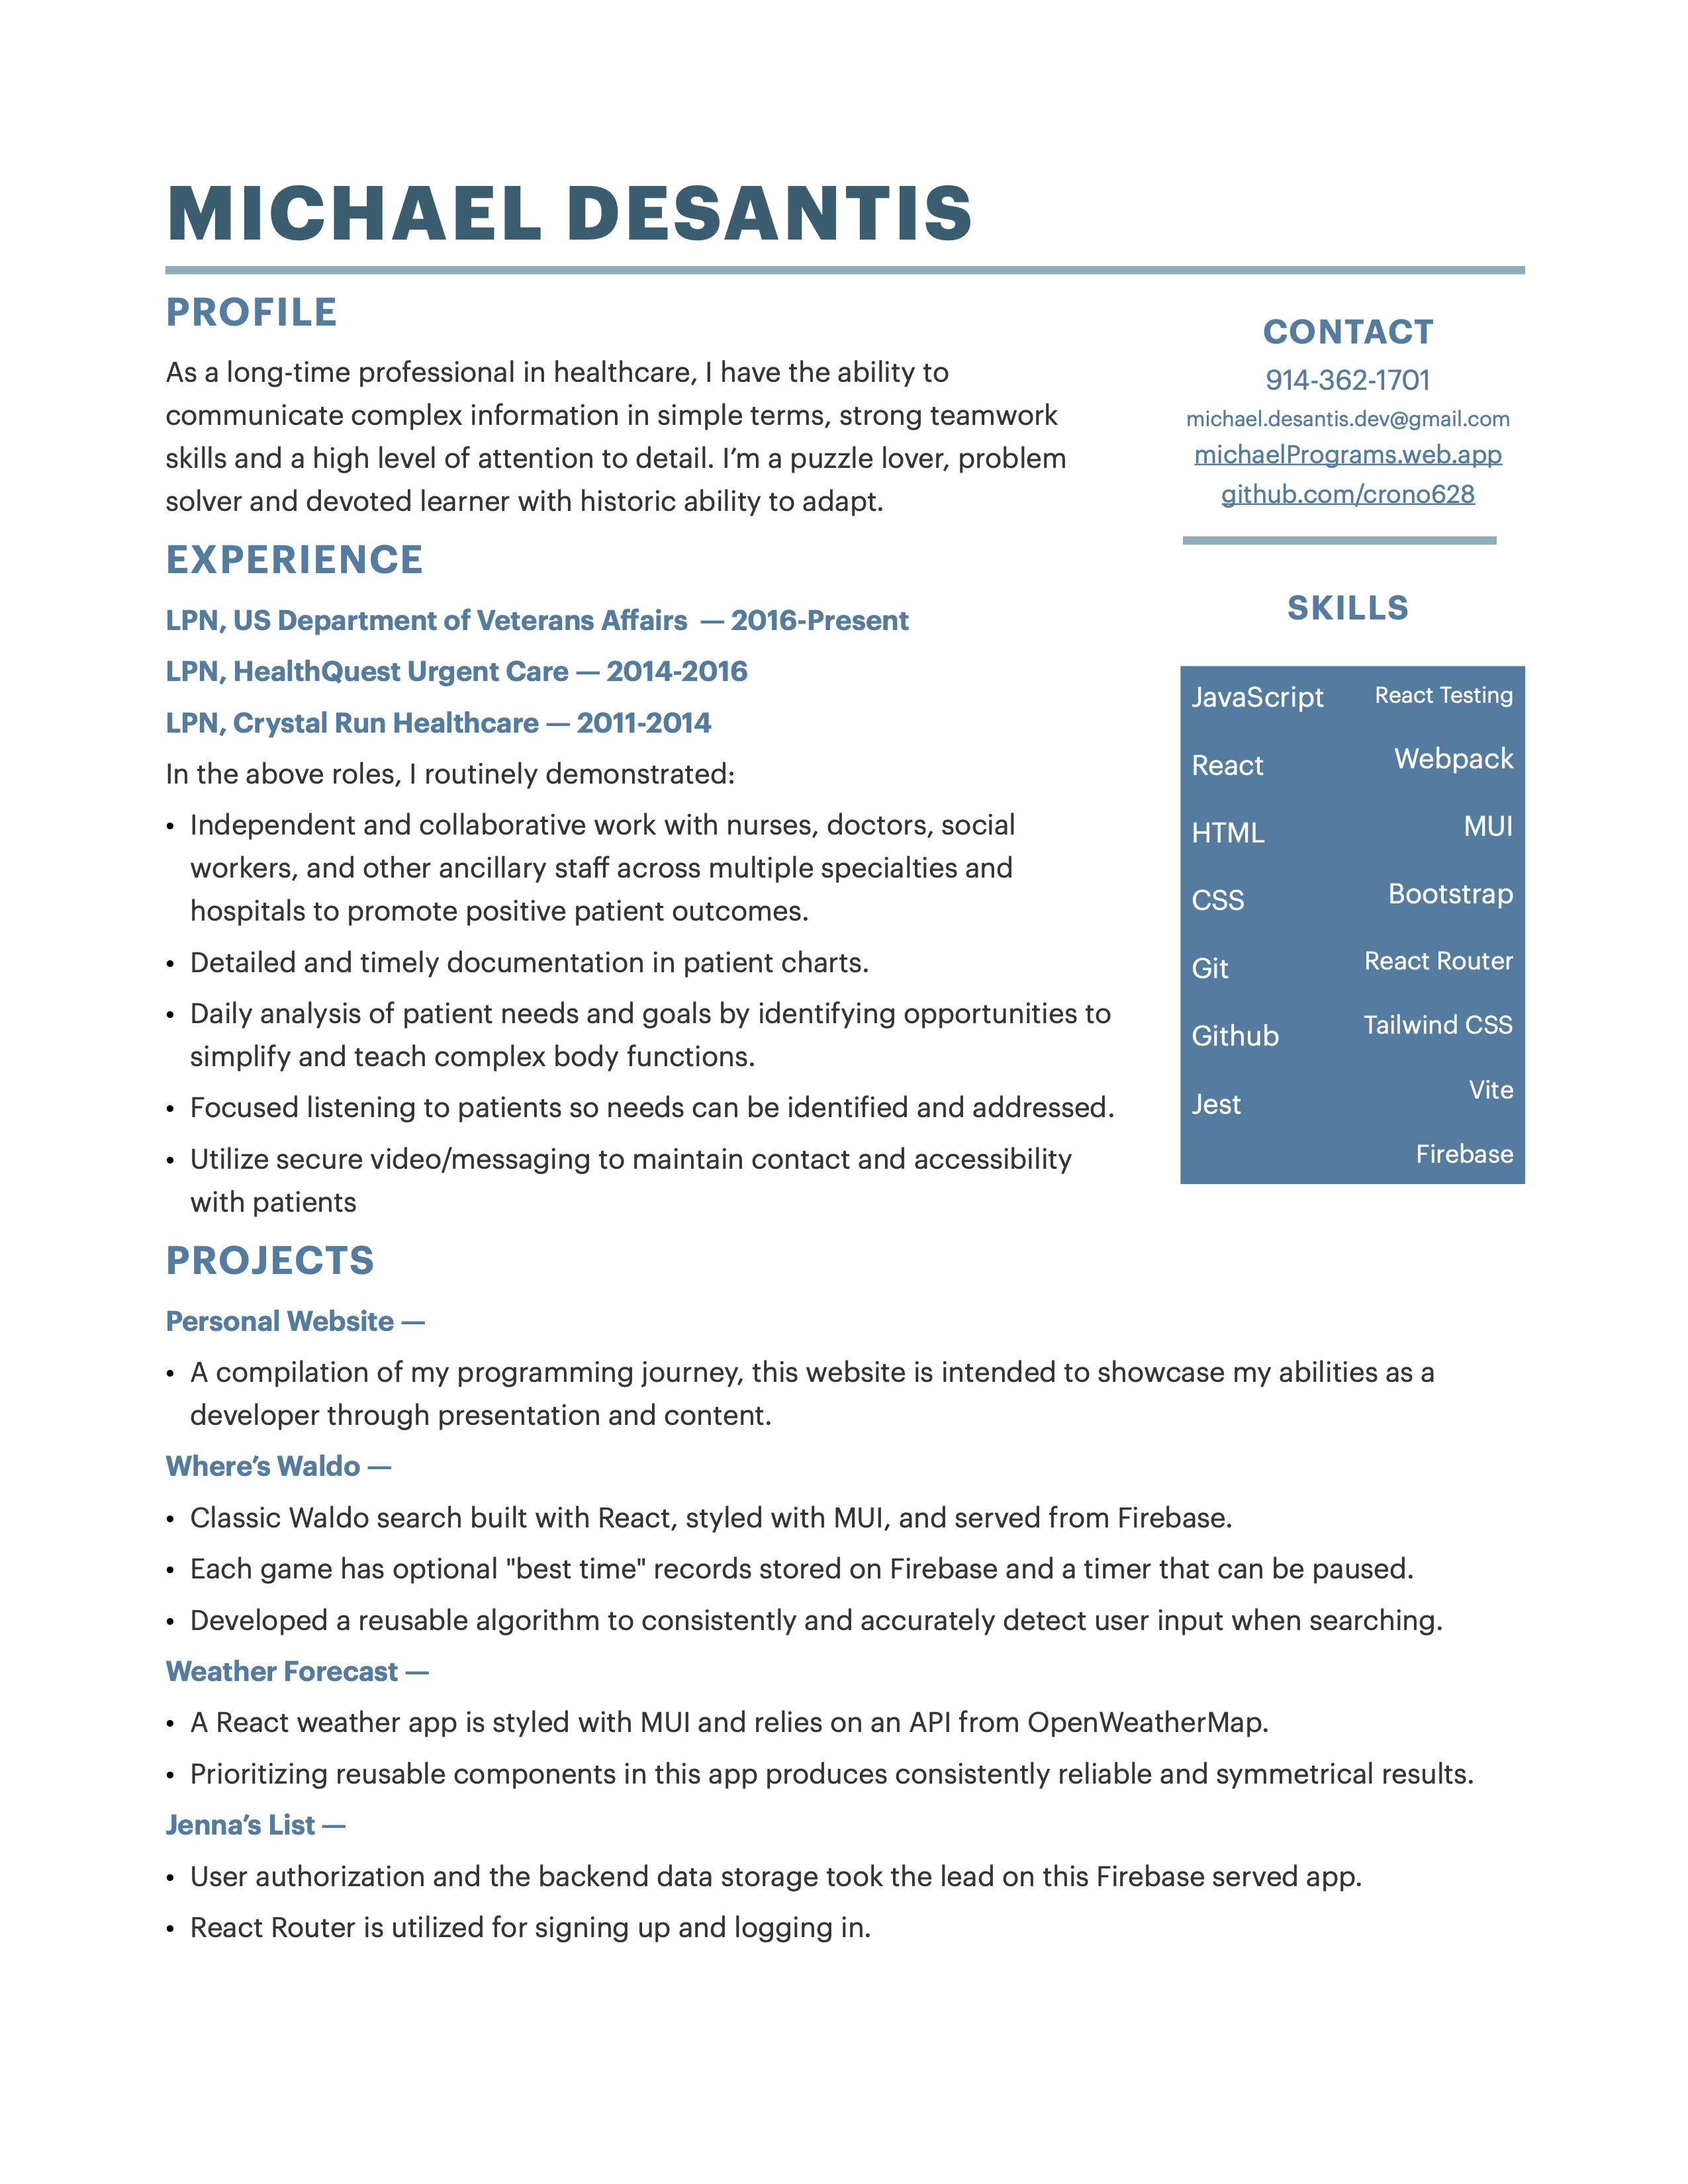 MICHAEL DESANTIS
PROFILE
As a long-time professional in healthcare, I have the ability to
communicate complex information in simple terms, strong teamwork
skills and a high level of attention to detail. I’m a puzzle lover, problem
solver and devoted learner with historic ability to adapt.
EXPERIENCE
LPN, US Department of Veterans Affairs — 2016-Present
LPN, HealthQuest Urgent Care — 2014-2016
LPN, Crystal Run Healthcare — 2011-2014
In the above roles, I routinely demonstrated:
• Independent and collaborative work with nurses, doctors, social
workers, and other ancillary staff across multiple specialties and
hospitals to promote positive patient outcomes.
• Detailed and timely documentation in patient charts.
• Daily analysis of patient needs and goals by identifying opportunities to
simplify and teach complex body functions.
• Focused listening to patients so needs can be identified and addressed.
• Utilize secure video/messaging to maintain contact and accessibility
with patients
CONTACT
914-362-1701
michael.desantis.dev@gmail.com
michaelPrograms.web.app
github.com/crono628
SKILLS
JavaScript
React
HTML
CSS
Git
Github
Jest
React Testing
Webpack
MUI
Bootstrap
React Router
Tailwind CSS
Vite
Firebase
PROJECTS
Personal Website —
• A compilation of my programming journey, this website is intended to showcase my abilities as a
developer through presentation and content.
Where’s Waldo —
• Classic Waldo search built with React, styled with MUI, and served from Firebase.
• Each game has optional "best time" records stored on Firebase and a timer that can be paused.
• Developed a reusable algorithm to consistently and accurately detect user input when searching.
Weather Forecast —
• A React weather app is styled with MUI and relies on an API from OpenWeatherMap.
• Prioritizing reusable components in this app produces consistently reliable and symmetrical results.
Jenna’s List —
• User authorization and the backend data storage took the lead on this Firebase served app.
• React Router is utilized for signing up and logging in.